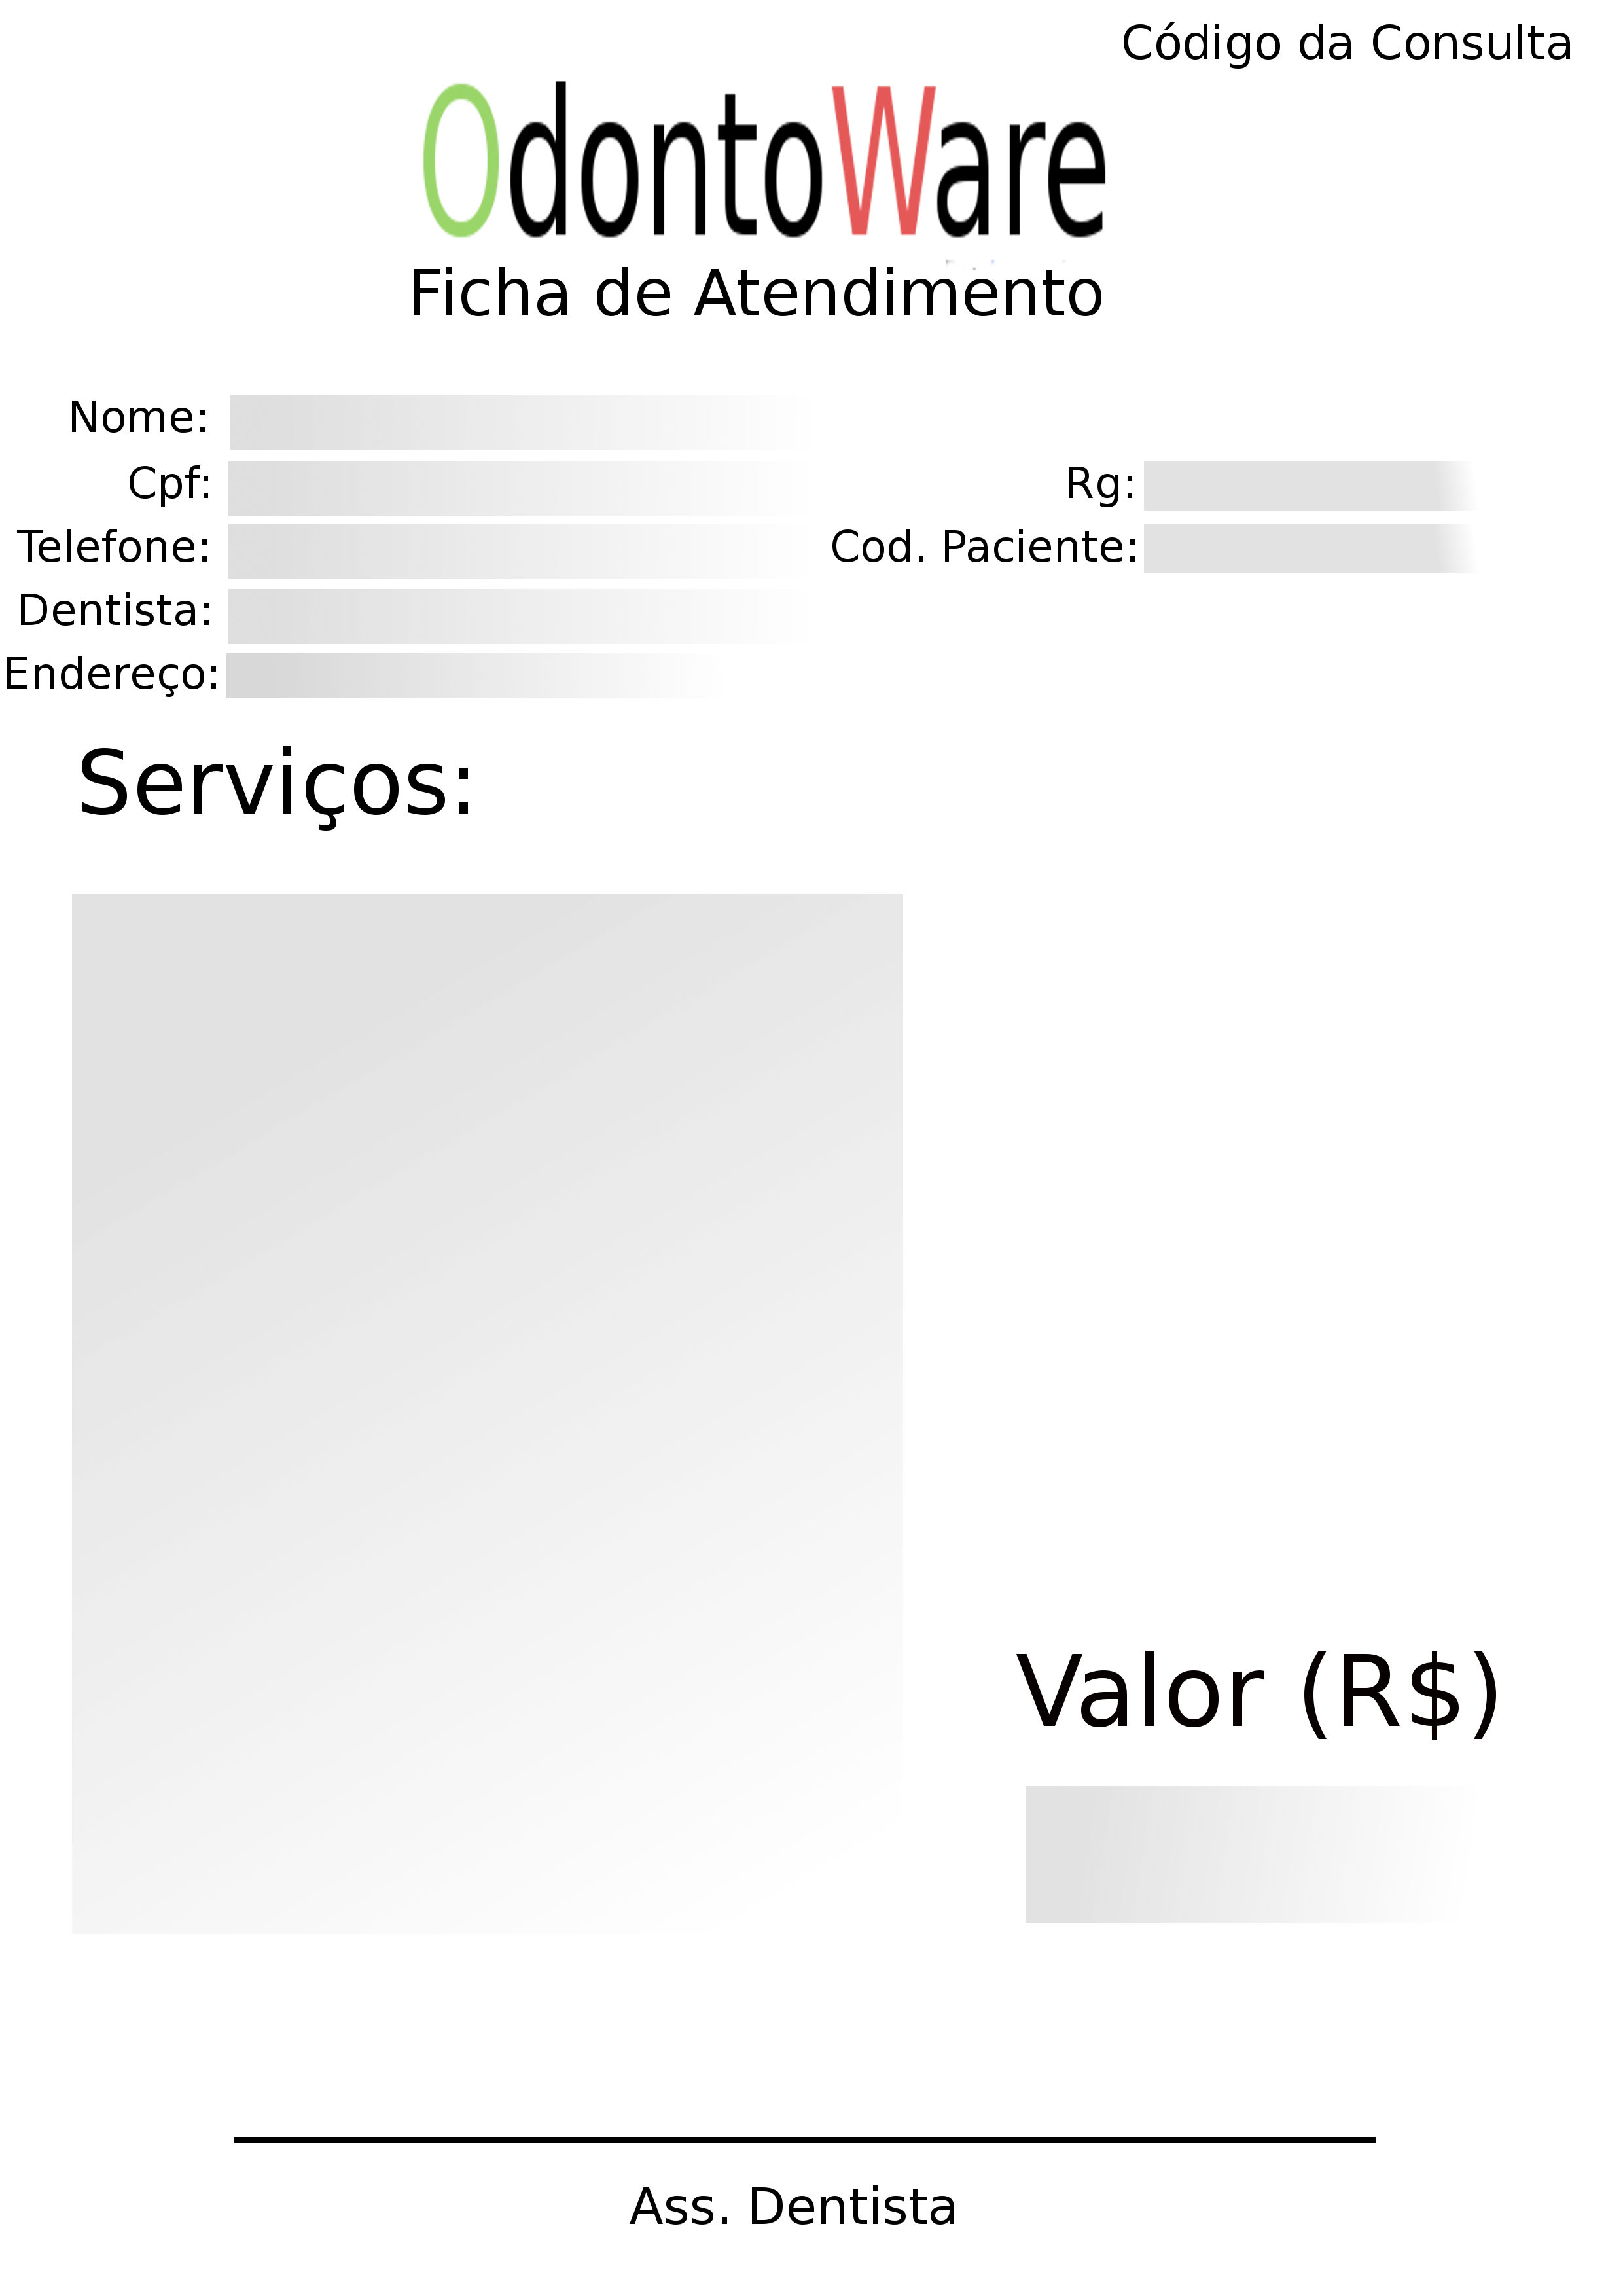 Código da Consulta
OdontoWare
Ficha de Atendimento
Nome:
Cpf:
Rg:
Telefone:
Cod. Paciente:
Dentista:
Endereço:
Serviços:
Valor (R$)
Ass. Dentista